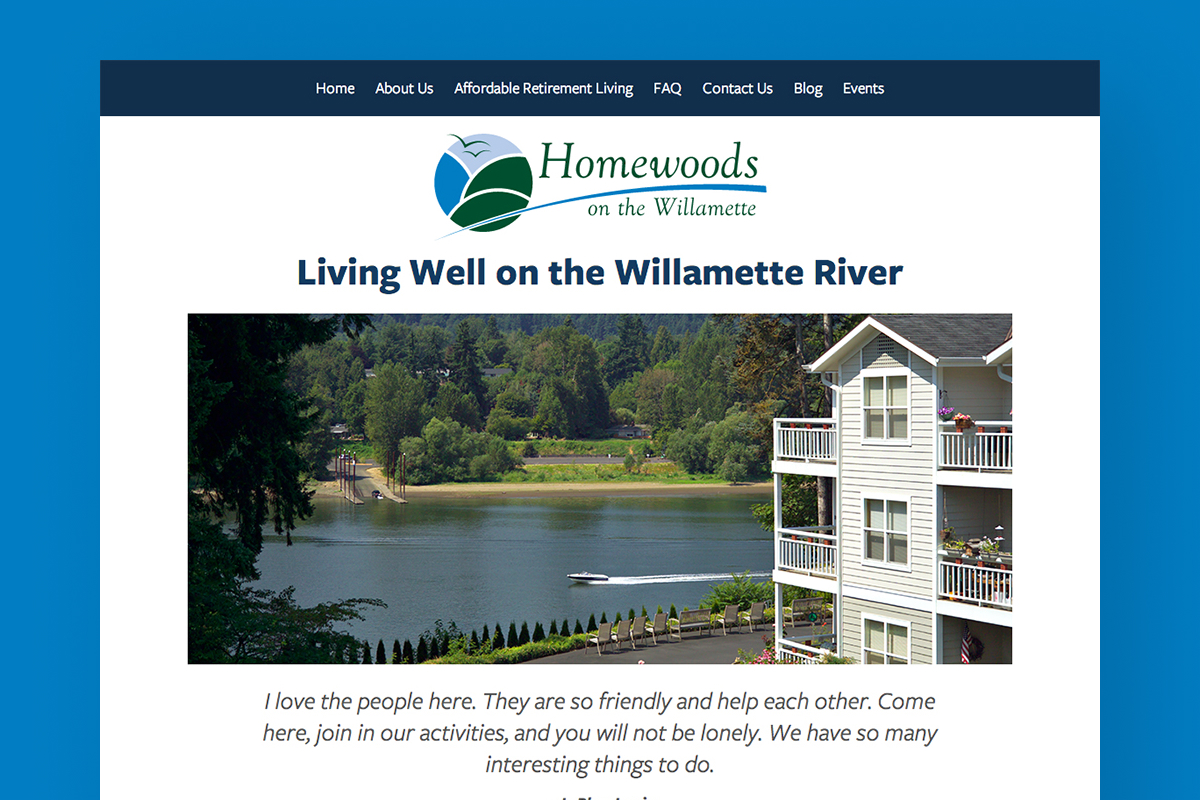 Home About Us Affordable Retirement Living FAQ Contact Us Blog Events
Homewoods
on the Willamette
Living Well on the Willamette River
I love the people here. They are so friendly and help each other. Come
here, join in our activities, and you will not be lonely. We have so many
interesting things to do.